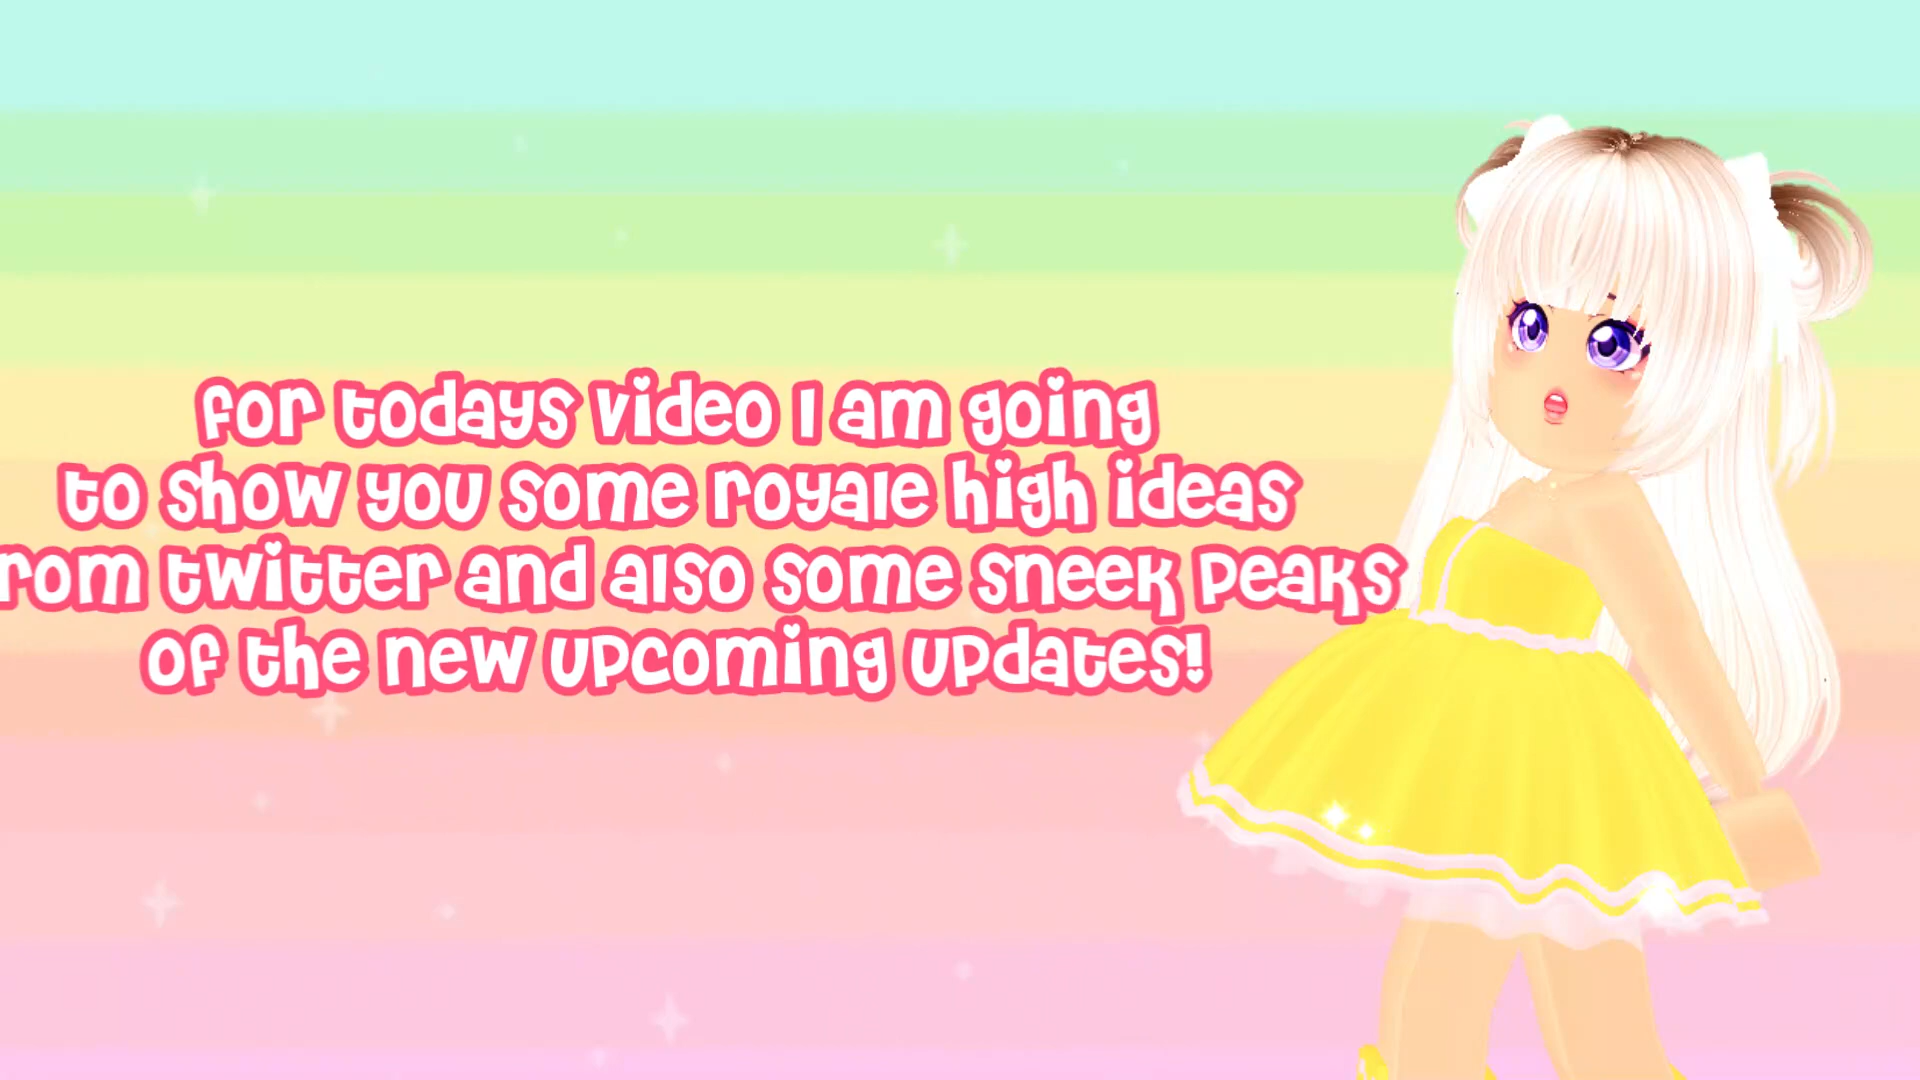 for todays video I am going
to show you some royale high ideas
rom twitter and also some sneek peaks
of the new upcoming updates!